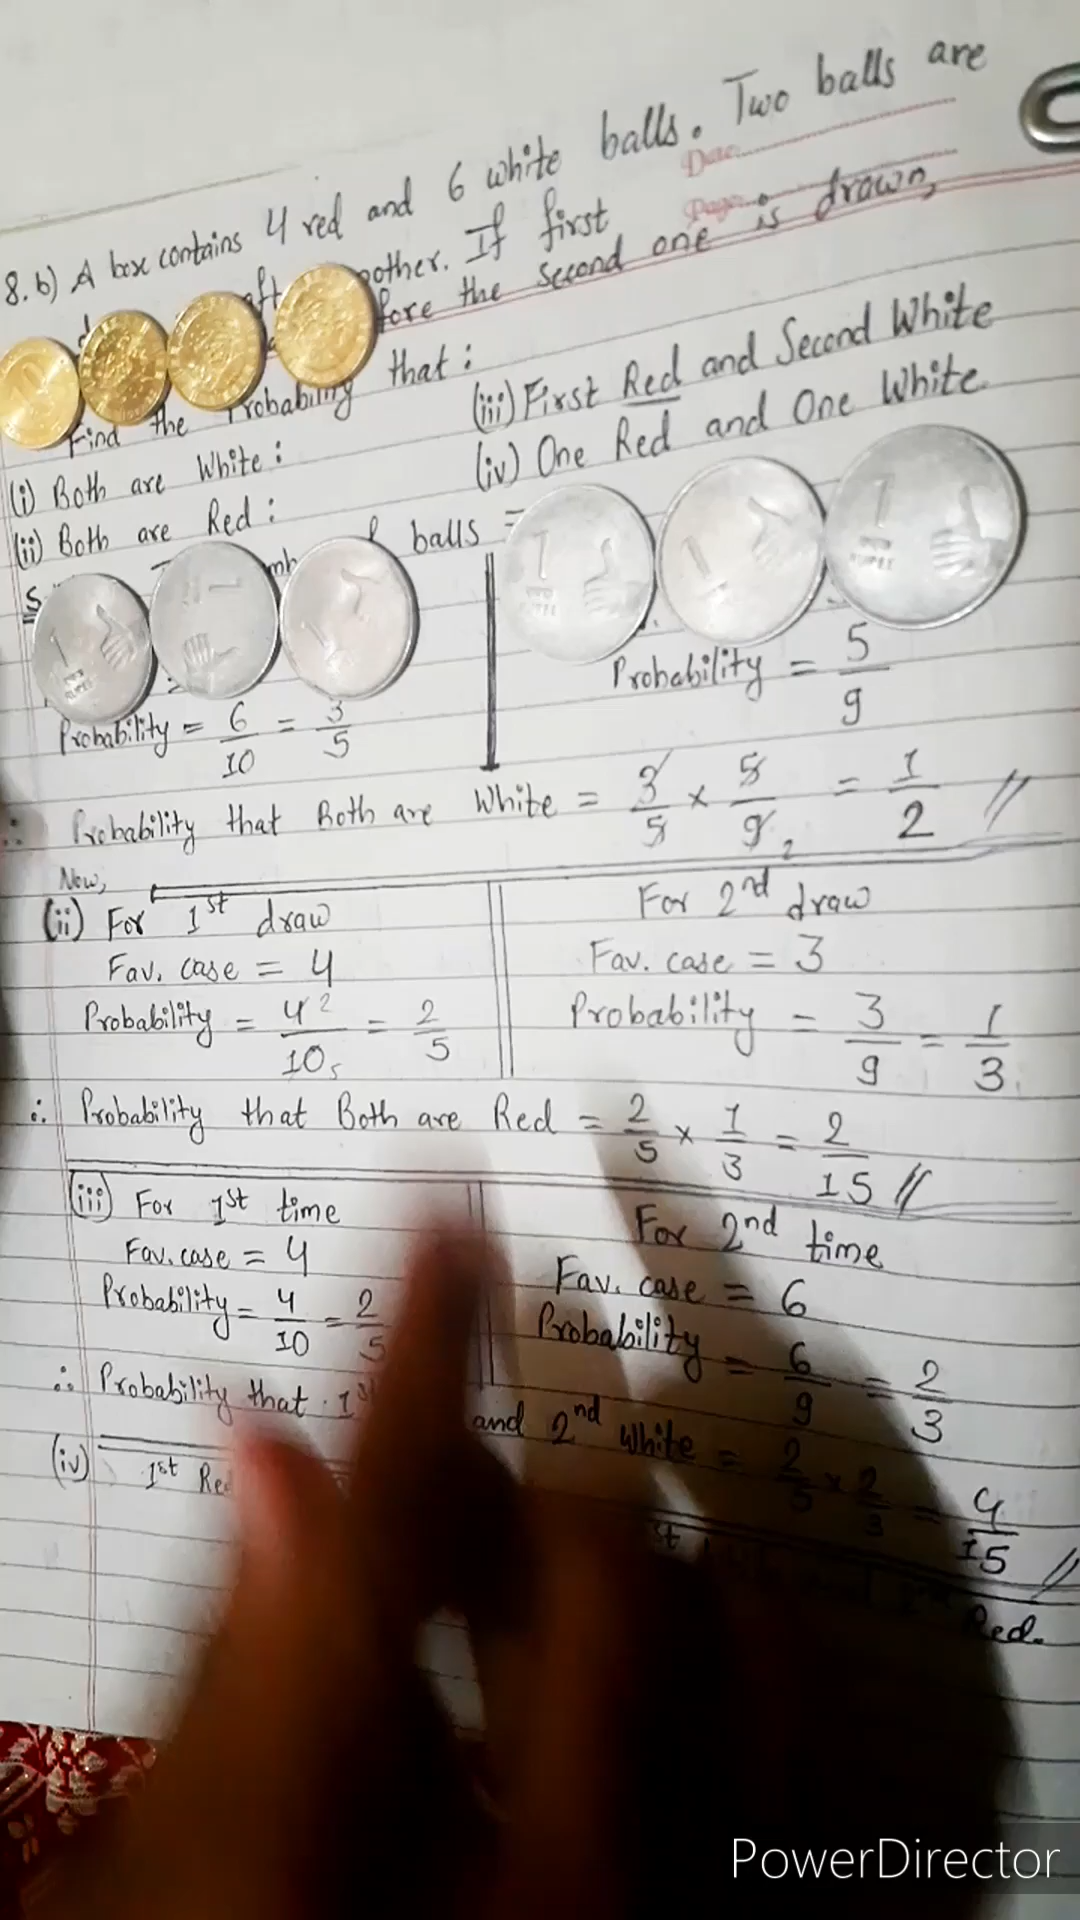 8. b) A box contains 4 red and 6 white balls. Two balls are
other. If first
the second one is drawn,
Date
Page
Find the Probability that:
(i) Both are White:
(ii) Both are Red:
(iii) First Red and Second White
(iv) One Red and One White
balls =
Probability = 6/10 = 3/5
Probability = 5/9
∴ Probability that Both are White = 3/5 × 5/9 2 = 1/2 //
Now,
(ii) For 1st draw
Fav. case = 4
Probability = 4 2/10 5 = 2/5
For 2nd draw
Fav. case = 3
Probability = 3/9 = 1/3
∴ Probability that Both are Red = 2/5 × 1/3 = 2/15 //
(iii) For 1st time
Fav. case = 4
Probability = 4/10 = 2/5
For 2nd time
Fav. case = 6
Probability = 6/9 = 2/3
∴ Probability that 1st and 2nd White = 2/5 × 2/3 = 4/15 //
(iv) 1st Red
Red.
PowerDirector